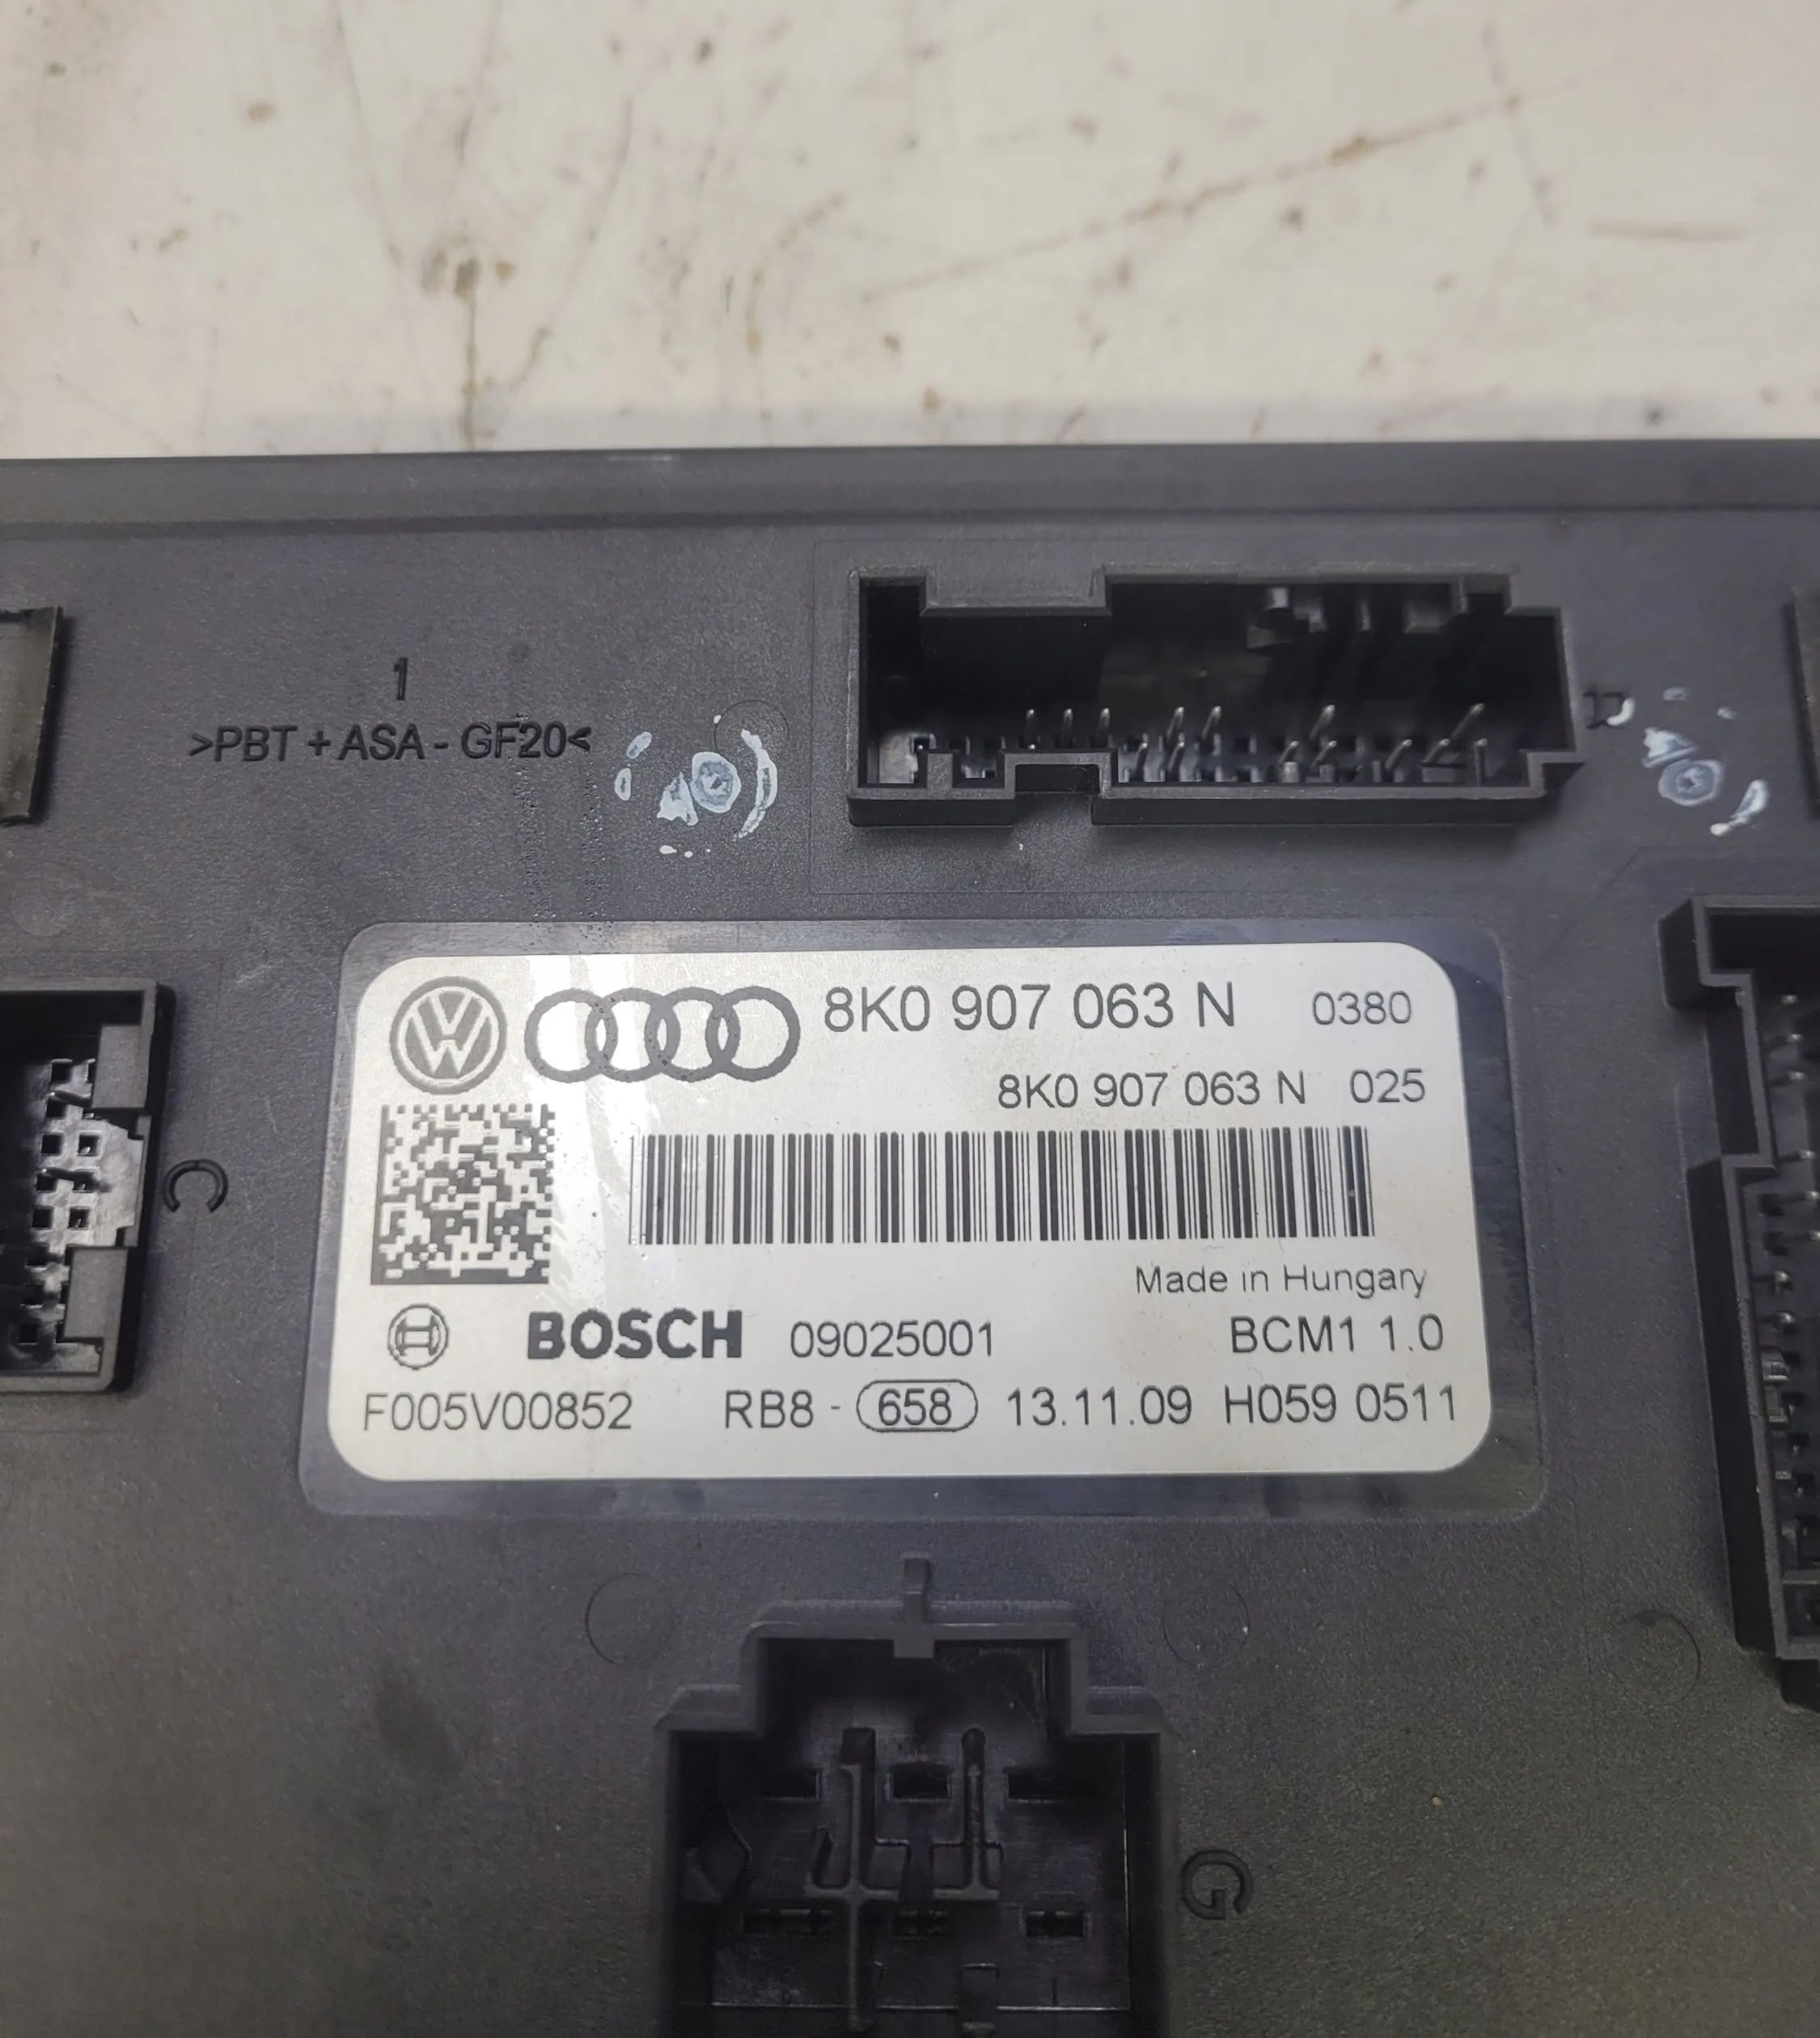 1
>PBT + ASA - GF20<
C
8K0 907 063 N 0380
8K0 907 063 N 025
Made in Hungary
BOSCH 09025001 BCM1 1.0
F005V00852 RB8 - 658 13.11.09 H059 0511
G